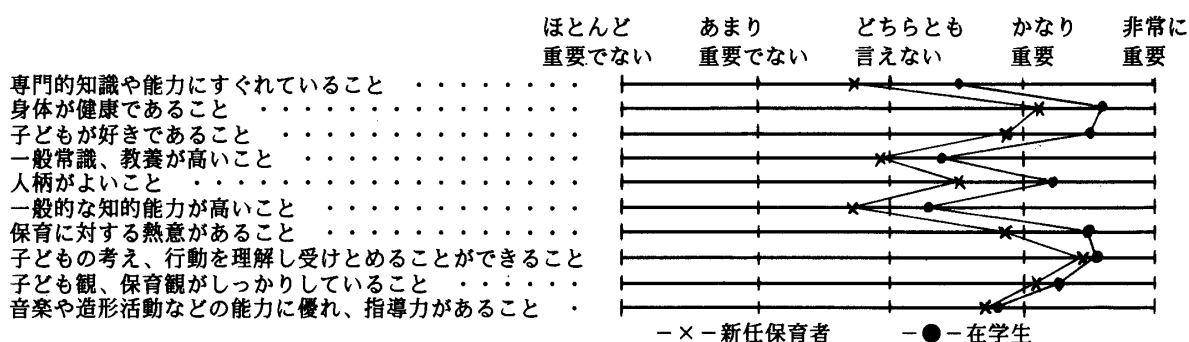 ほとんど あまり どちらとも かなり 非常に
重要でない 重要でない 言えない 重要 重要
専門的知識や能力にすぐれていること ・・・・・・・・
身体が健康であること ・・・・・・・・・・・・・・・
子どもが好きであること ・・・・・・・・・・・・・・
一般常識、教養が高いこと ・・・・・・・・・・・・・
人柄がよいこと ・・・・・・・・・・・・・・・・・・
一般的な知的能力が高いこと ・・・・・・・・・・・・
保育に対する熱意があること ・・・・・・・・・・・・
子どもの考え、行動を理解し受けとめることができること
子ども観、保育観がしっかりしていること ・・・・・・
音楽や造形活動などの能力に優れ、指導力があること ・
－×－新任保育者 －●－在学生